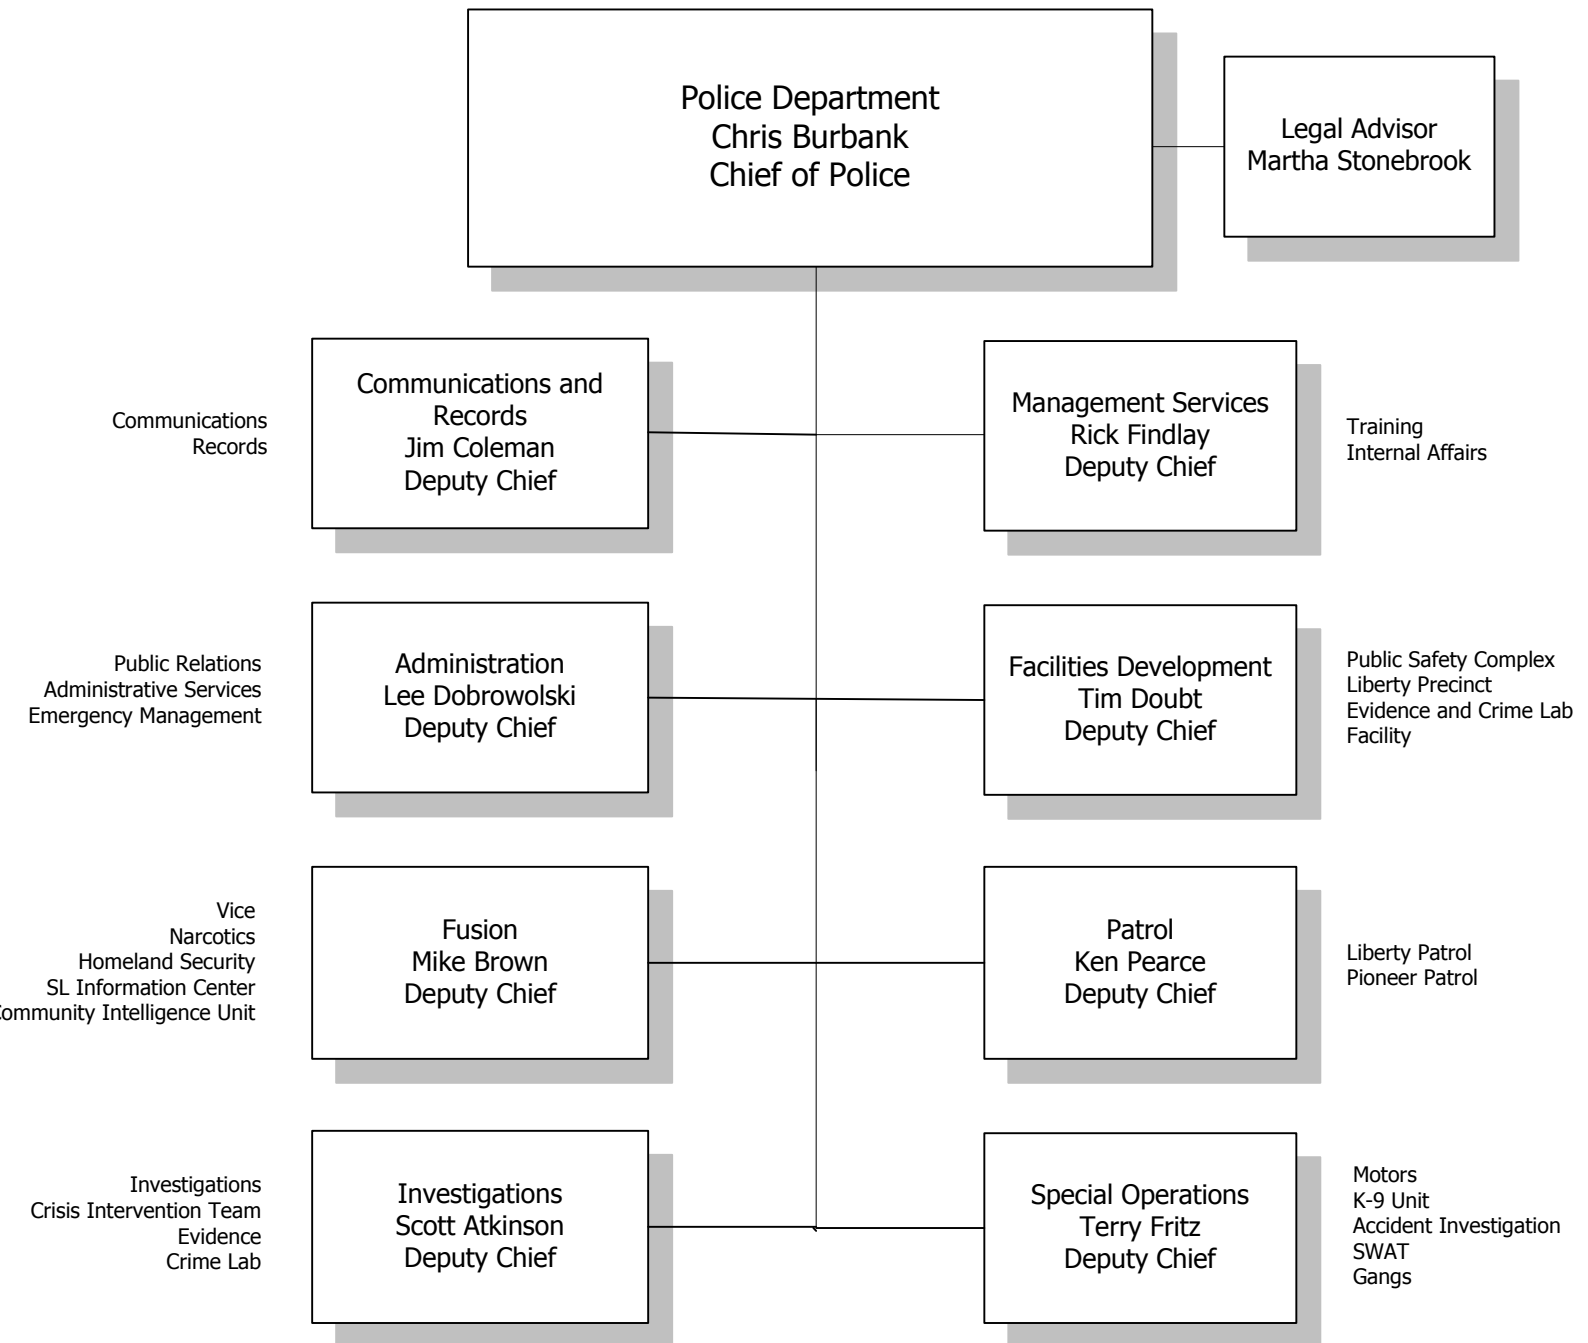 Police Department
Chris Burbank
Chief of Police
Legal Advisor
Martha Stonebrook
Communications
Records
Communications and
Records
Jim Coleman
Deputy Chief
Management Services
Rick Findlay
Deputy Chief
Training
Internal Affairs
Public Relations
Administrative Services
Emergency Management
Administration
Lee Dobrowolski
Deputy Chief
Facilities Development
Tim Doubt
Deputy Chief
Public Safety Complex
Liberty Precinct
Evidence and Crime Lab
Facility
Vice
Narcotics
Homeland Security
SL Information Center
Community Intelligence Unit
Fusion
Mike Brown
Deputy Chief
Patrol
Ken Pearce
Deputy Chief
Liberty Patrol
Pioneer Patrol
Investigations
Crisis Intervention Team
Evidence
Crime Lab
Investigations
Scott Atkinson
Deputy Chief
Special Operations
Terry Fritz
Deputy Chief
Motors
K-9 Unit
Accident Investigation
SWAT
Gangs